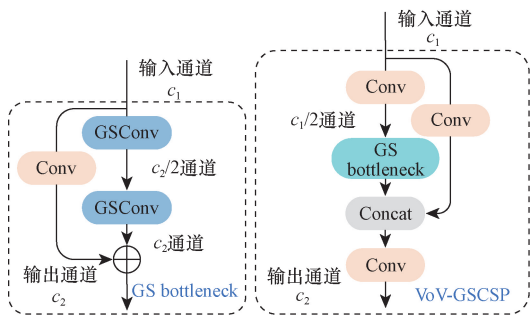 输入通道
c₁
GSConv
Conv
c₂/2通道
GSConv
c₂通道
输出通道
c₂
GS bottleneck
输入通道
c₁
Conv
c₁/2通道
Conv
GS
bottleneck
Concat
Conv
输出通道
c₂
VoV-GSCSP